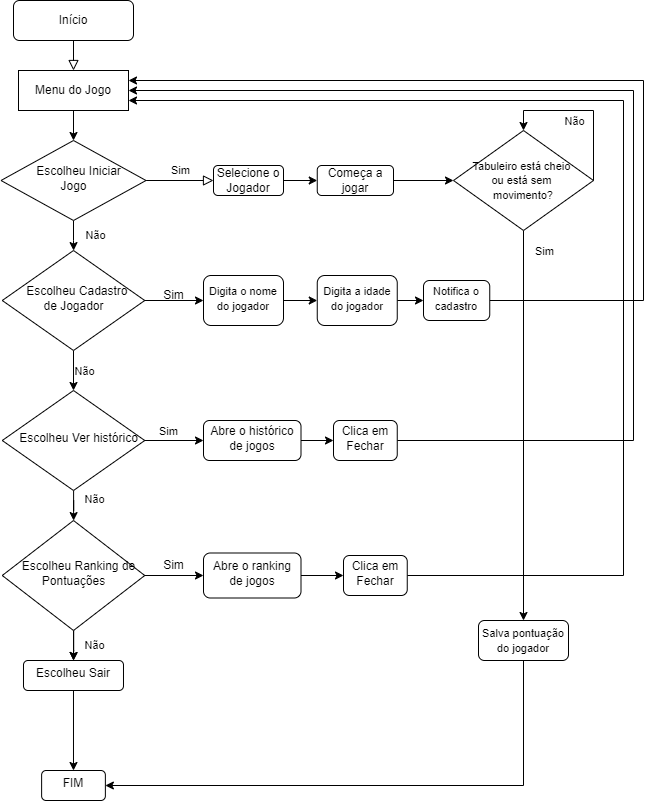 Início
Menu do Jogo
Escolheu Iniciar
Jogo
Sim
Selecione o
Jogador
Começa a
jogar
Tabuleiro está cheio
ou está sem
movimento?
Não
Sim
Não
Escolheu Cadastro
de Jogador
Sim
Digita o nome
do jogador
Digita a idade
do jogador
Notifica o
cadastro
Não
Escolheu Ver histórico
Sim
Abre o histórico
de jogos
Clica em
Fechar
Não
Escolheu Ranking de
Pontuações
Sim
Abre o ranking
de jogos
Clica em
Fechar
Não
Salva pontuação
do jogador
Escolheu Sair
FIM